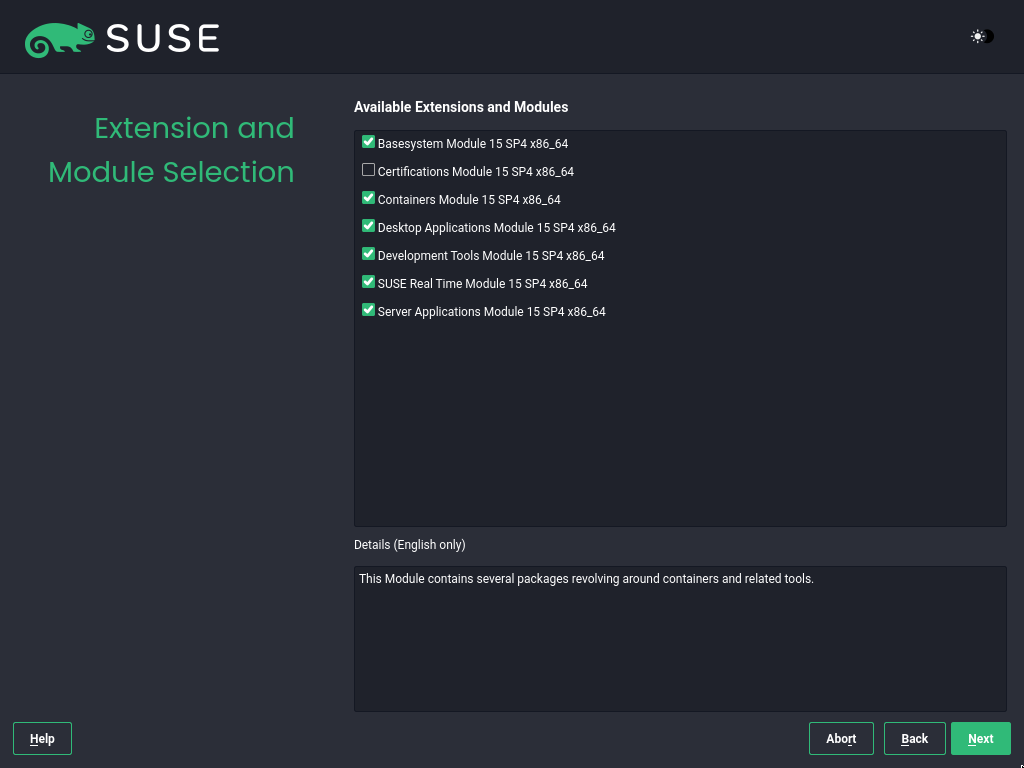 SUSE
Extension and
Module Selection
Available Extensions and Modules
Basesystem Module 15 SP4 x86_64
Certifications Module 15 SP4 x86_64
Containers Module 15 SP4 x86_64
Desktop Applications Module 15 SP4 x86_64
Development Tools Module 15 SP4 x86_64
SUSE Real Time Module 15 SP4 x86_64
Server Applications Module 15 SP4 x86_64
Details (English only)
This Module contains several packages revolving around containers and related tools.
Help
Abort
Back
Next